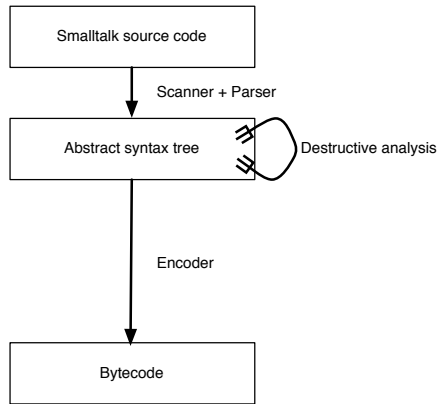 Smalltalk source code
Scanner + Parser
Abstract syntax tree
Destructive analysis
Encoder
Bytecode